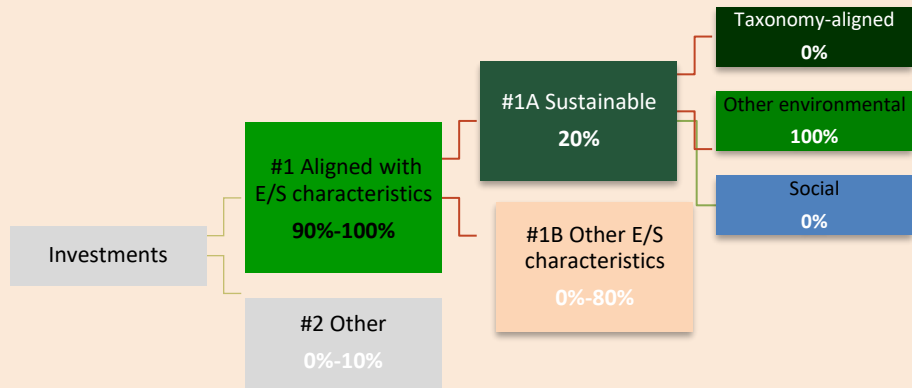 Investments
#1 Aligned with
E/S characteristics
90%-100%
#2 Other
0%-10%
#1A Sustainable
20%
#1B Other E/S
characteristics
0%-80%
Taxonomy-aligned
0%
Other environmental
100%
Social
0%